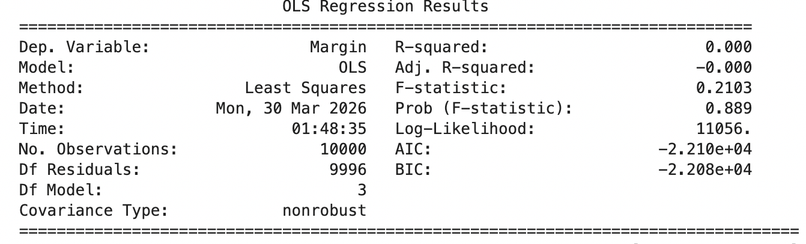 OLS Regression Results
==============================================================================
Dep. Variable: Margin R-squared: 0.000
Model: OLS Adj. R-squared: -0.000
Method: Least Squares F-statistic: 0.2103
Date: Mon, 30 Mar 2026 Prob (F-statistic): 0.889
Time: 01:48:35 Log-Likelihood: 11056.
No. Observations: 10000 AIC: -2.210e+04
Df Residuals: 9996 BIC: -2.208e+04
Df Model: 3
Covariance Type: nonrobust
==============================================================================